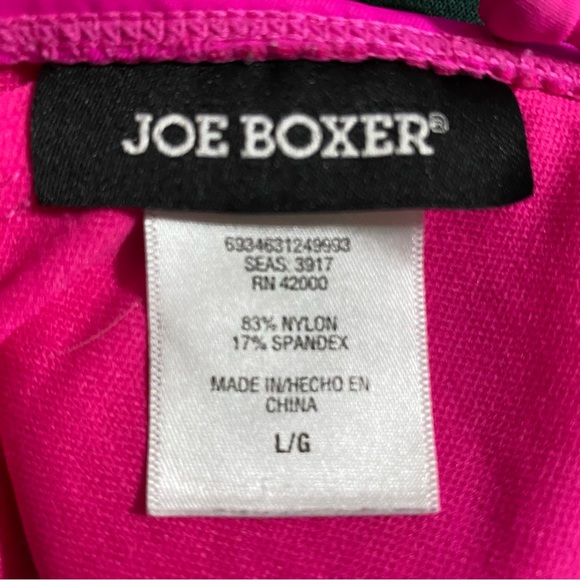 JOE BOXER®
6934631249993
SEAS: 3917
RN 42000
83% NYLON
17% SPANDEX
MADE IN/HECHO EN
CHINA
L/G